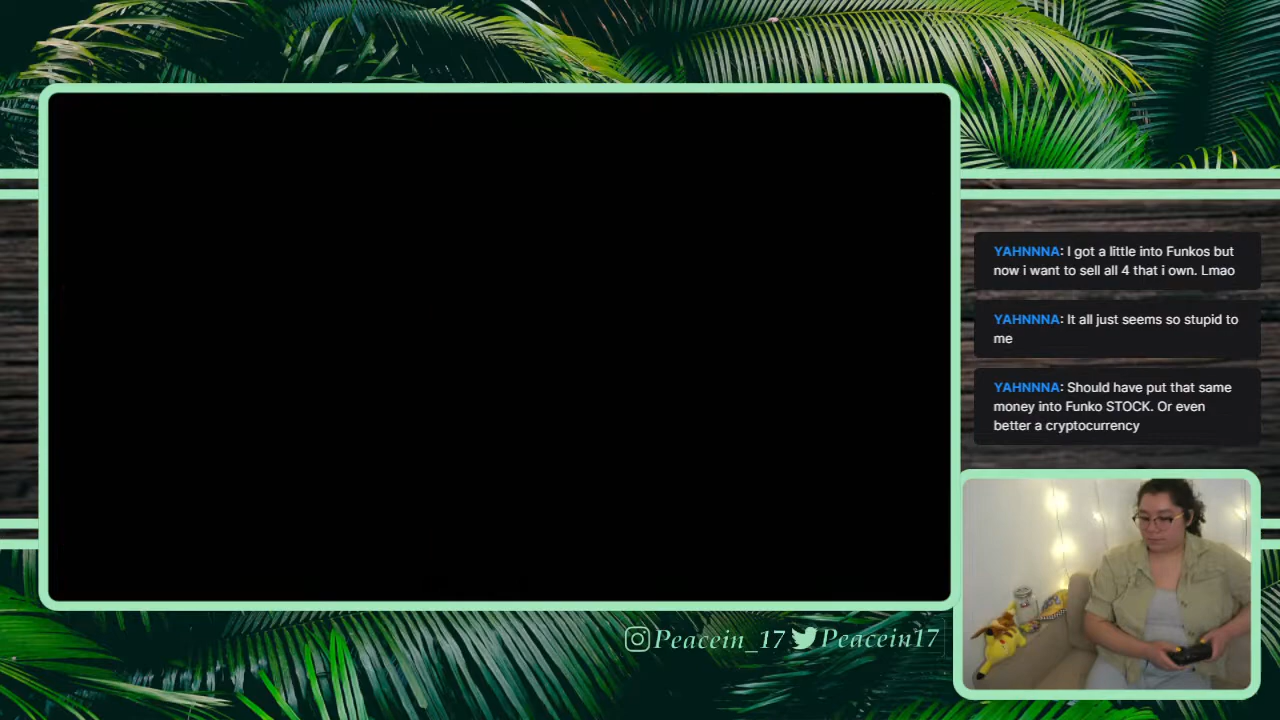 YAHNNNA: I got a little into Funkos but
now i want to sell all 4 that i own. Lmao
YAHNNNA: It all just seems so stupid to
me
YAHNNNA: Should have put that same
money into Funko STOCK. Or even
better a cryptocurrency
Peacein_17 Peacein17